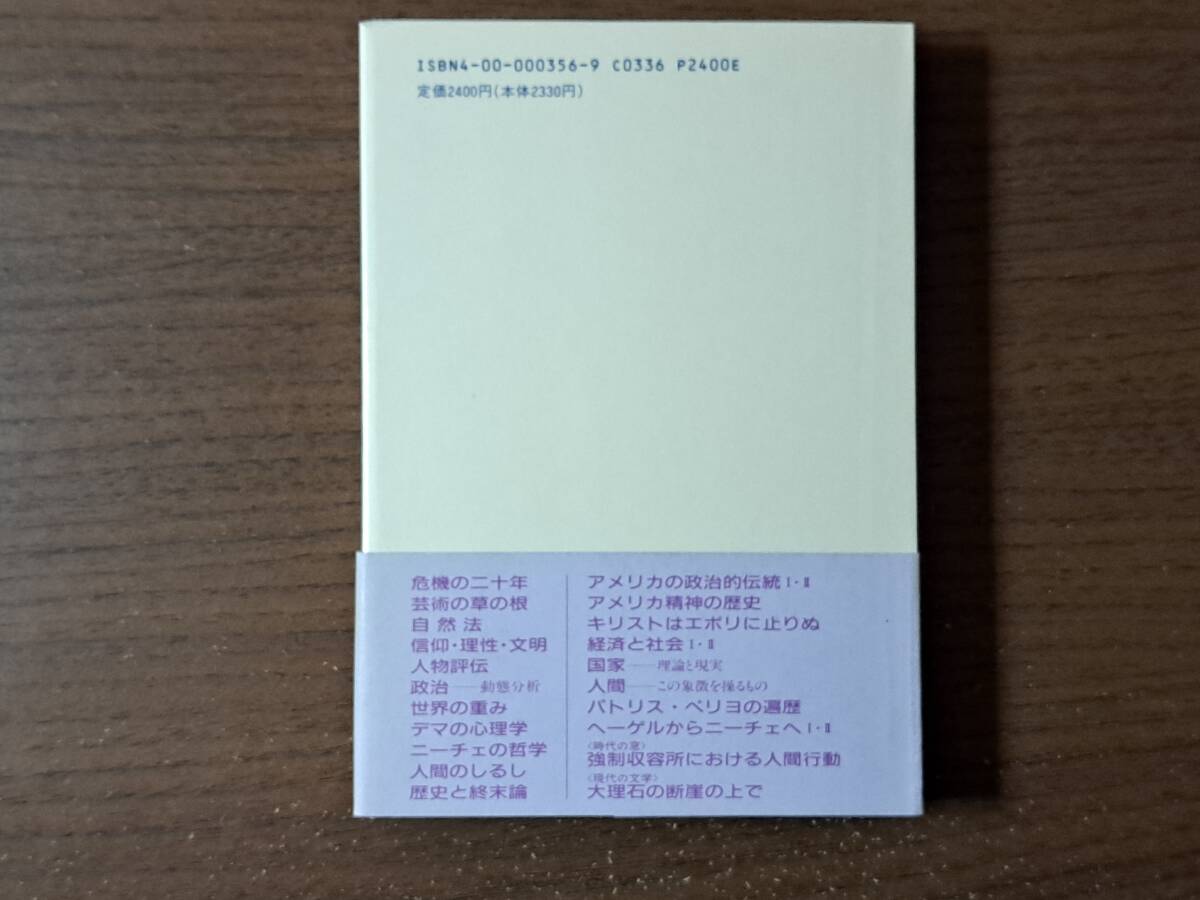 ISBN4-00-000356-9 C0336 P2400E
定価2400円(本体2330円)
危機の二十年
芸術の草の根
自然法
信仰・理性・文明
人物評伝
政治――動態分析
世界の重み
デマの心理学
ニーチェの哲学
人間のしるし
歴史と終末論
アメリカの政治的伝統 I・II
アメリカ精神の歴史
キリストはエボリに止りぬ
経済と社会 I・II
国家――理論と現実
人間――この象徴を操るもの
パトリス・ペリヨの遍歴
ヘーゲルからニーチェへ I・II
〈時代の窓〉
強制収容所における人間行動
〈現代の文学〉
大理石の断崖の上で